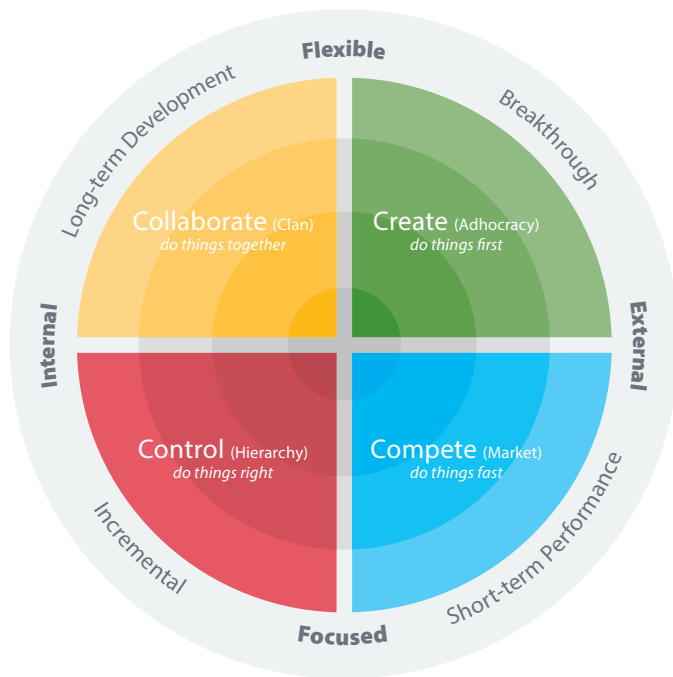 Flexible
Long-term Development
Breakthrough
Collaborate (Clan)
do things together
Create (Adhocracy)
do things first
Internal
External
Control (Hierarchy)
do things right
Compete (Market)
do things fast
Incremental
Short-term Performance
Focused